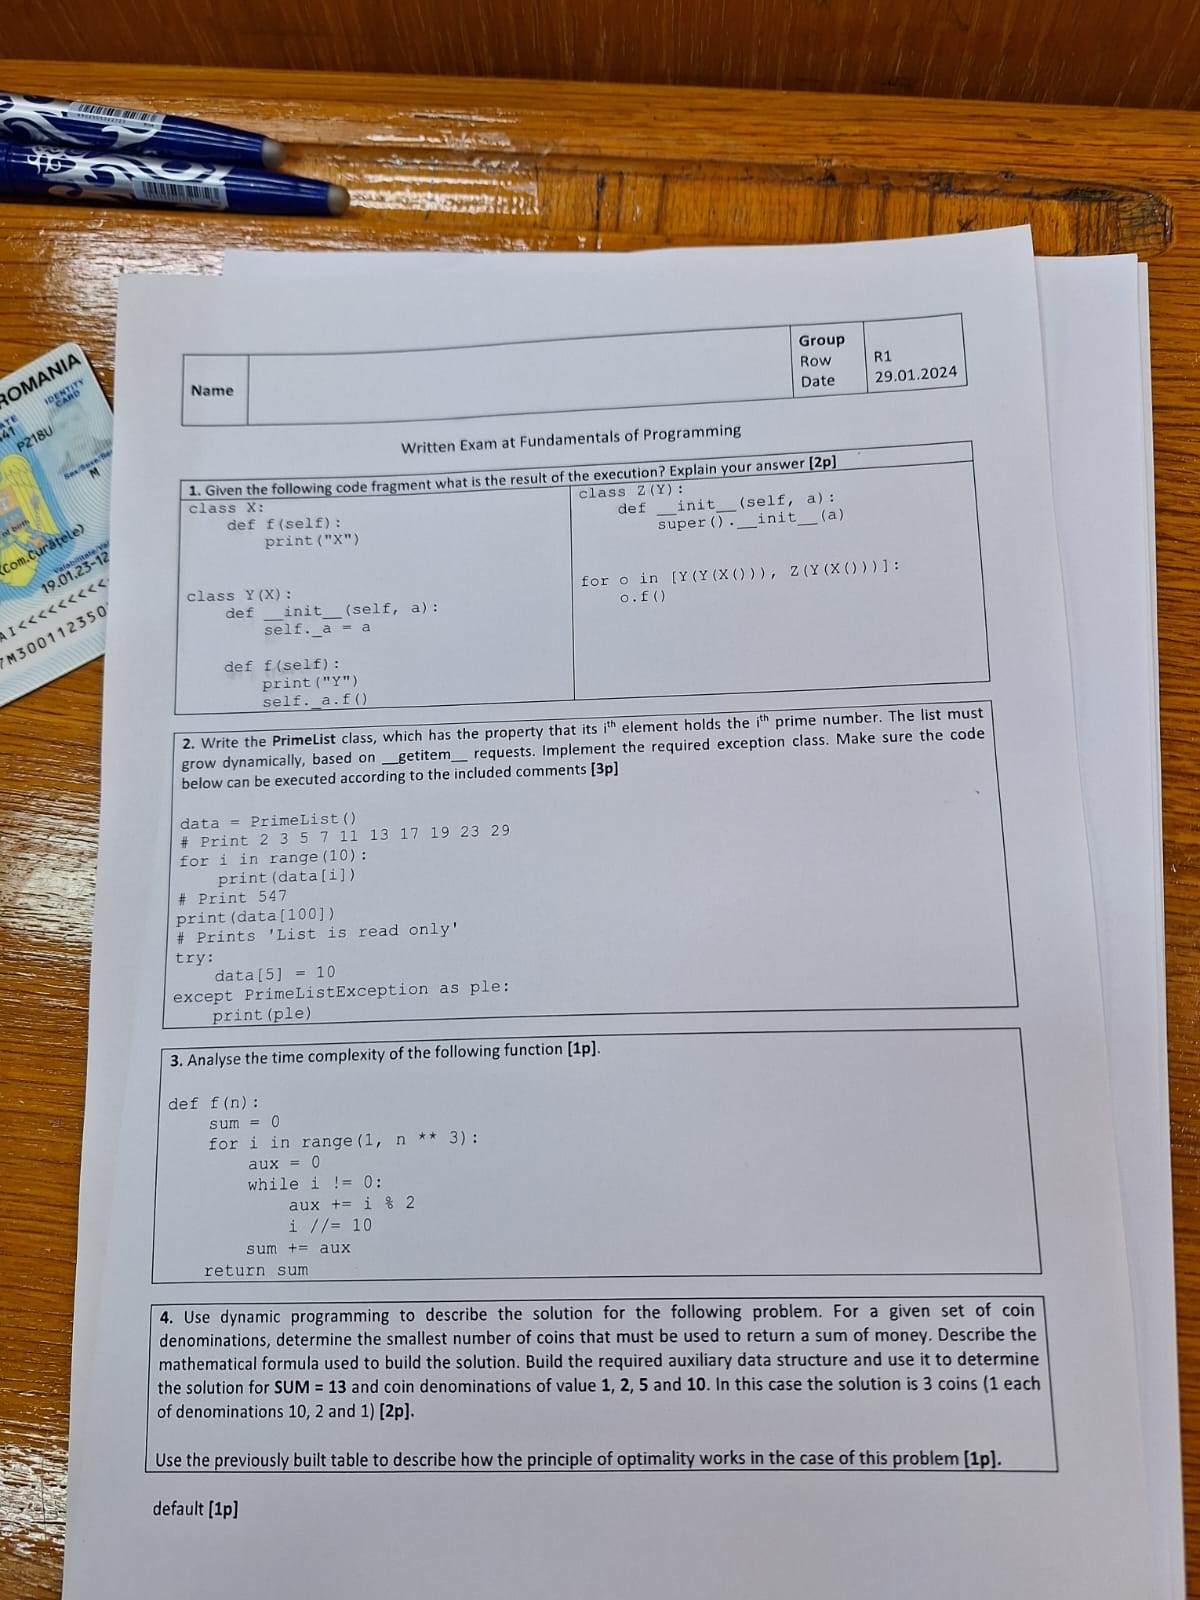 ROMANIA
IDENTITY
CARD
PZ18U
M
(Com.Curatele)
19.01.23-12
Name
Group
Row
Date
R1
29.01.2024
Written Exam at Fundamentals of Programming
1. Given the following code fragment what is the result of the execution? Explain your answer [2p]
class X:
def f(self):
print("X")
class Y(X):
def __init__(self, a):
self._a = a
def f(self):
print("Y")
self._a.f()
class Z(Y):
def __init__(self, a):
super().__init__(a)
for o in [Y(Y(X())), Z(Y(X()))]:
o.f()
2. Write the PrimeList class, which has the property that its ith element holds the ith prime number. The list must
grow dynamically, based on __getitem__ requests. Implement the required exception class. Make sure the code
below can be executed according to the included comments [3p]
data = PrimeList()
# Print 2 3 5 7 11 13 17 19 23 29
for i in range(10):
print(data[i])
# Print 547
print(data[100])
# Prints 'List is read only'
try:
data[5] = 10
except PrimeListException as ple:
print(ple)
3. Analyse the time complexity of the following function [1p].
def f(n):
sum = 0
for i in range(1, n ** 3):
aux = 0
while i != 0:
aux += i % 2
i //= 10
sum += aux
return sum
4. Use dynamic programming to describe the solution for the following problem. For a given set of coin
denominations, determine the smallest number of coins that must be used to return a sum of money. Describe the
mathematical formula used to build the solution. Build the required auxiliary data structure and use it to determine
the solution for SUM = 13 and coin denominations of value 1, 2, 5 and 10. In this case the solution is 3 coins (1 each
of denominations 10, 2 and 1) [2p].
Use the previously built table to describe how the principle of optimality works in the case of this problem [1p].
default [1p]